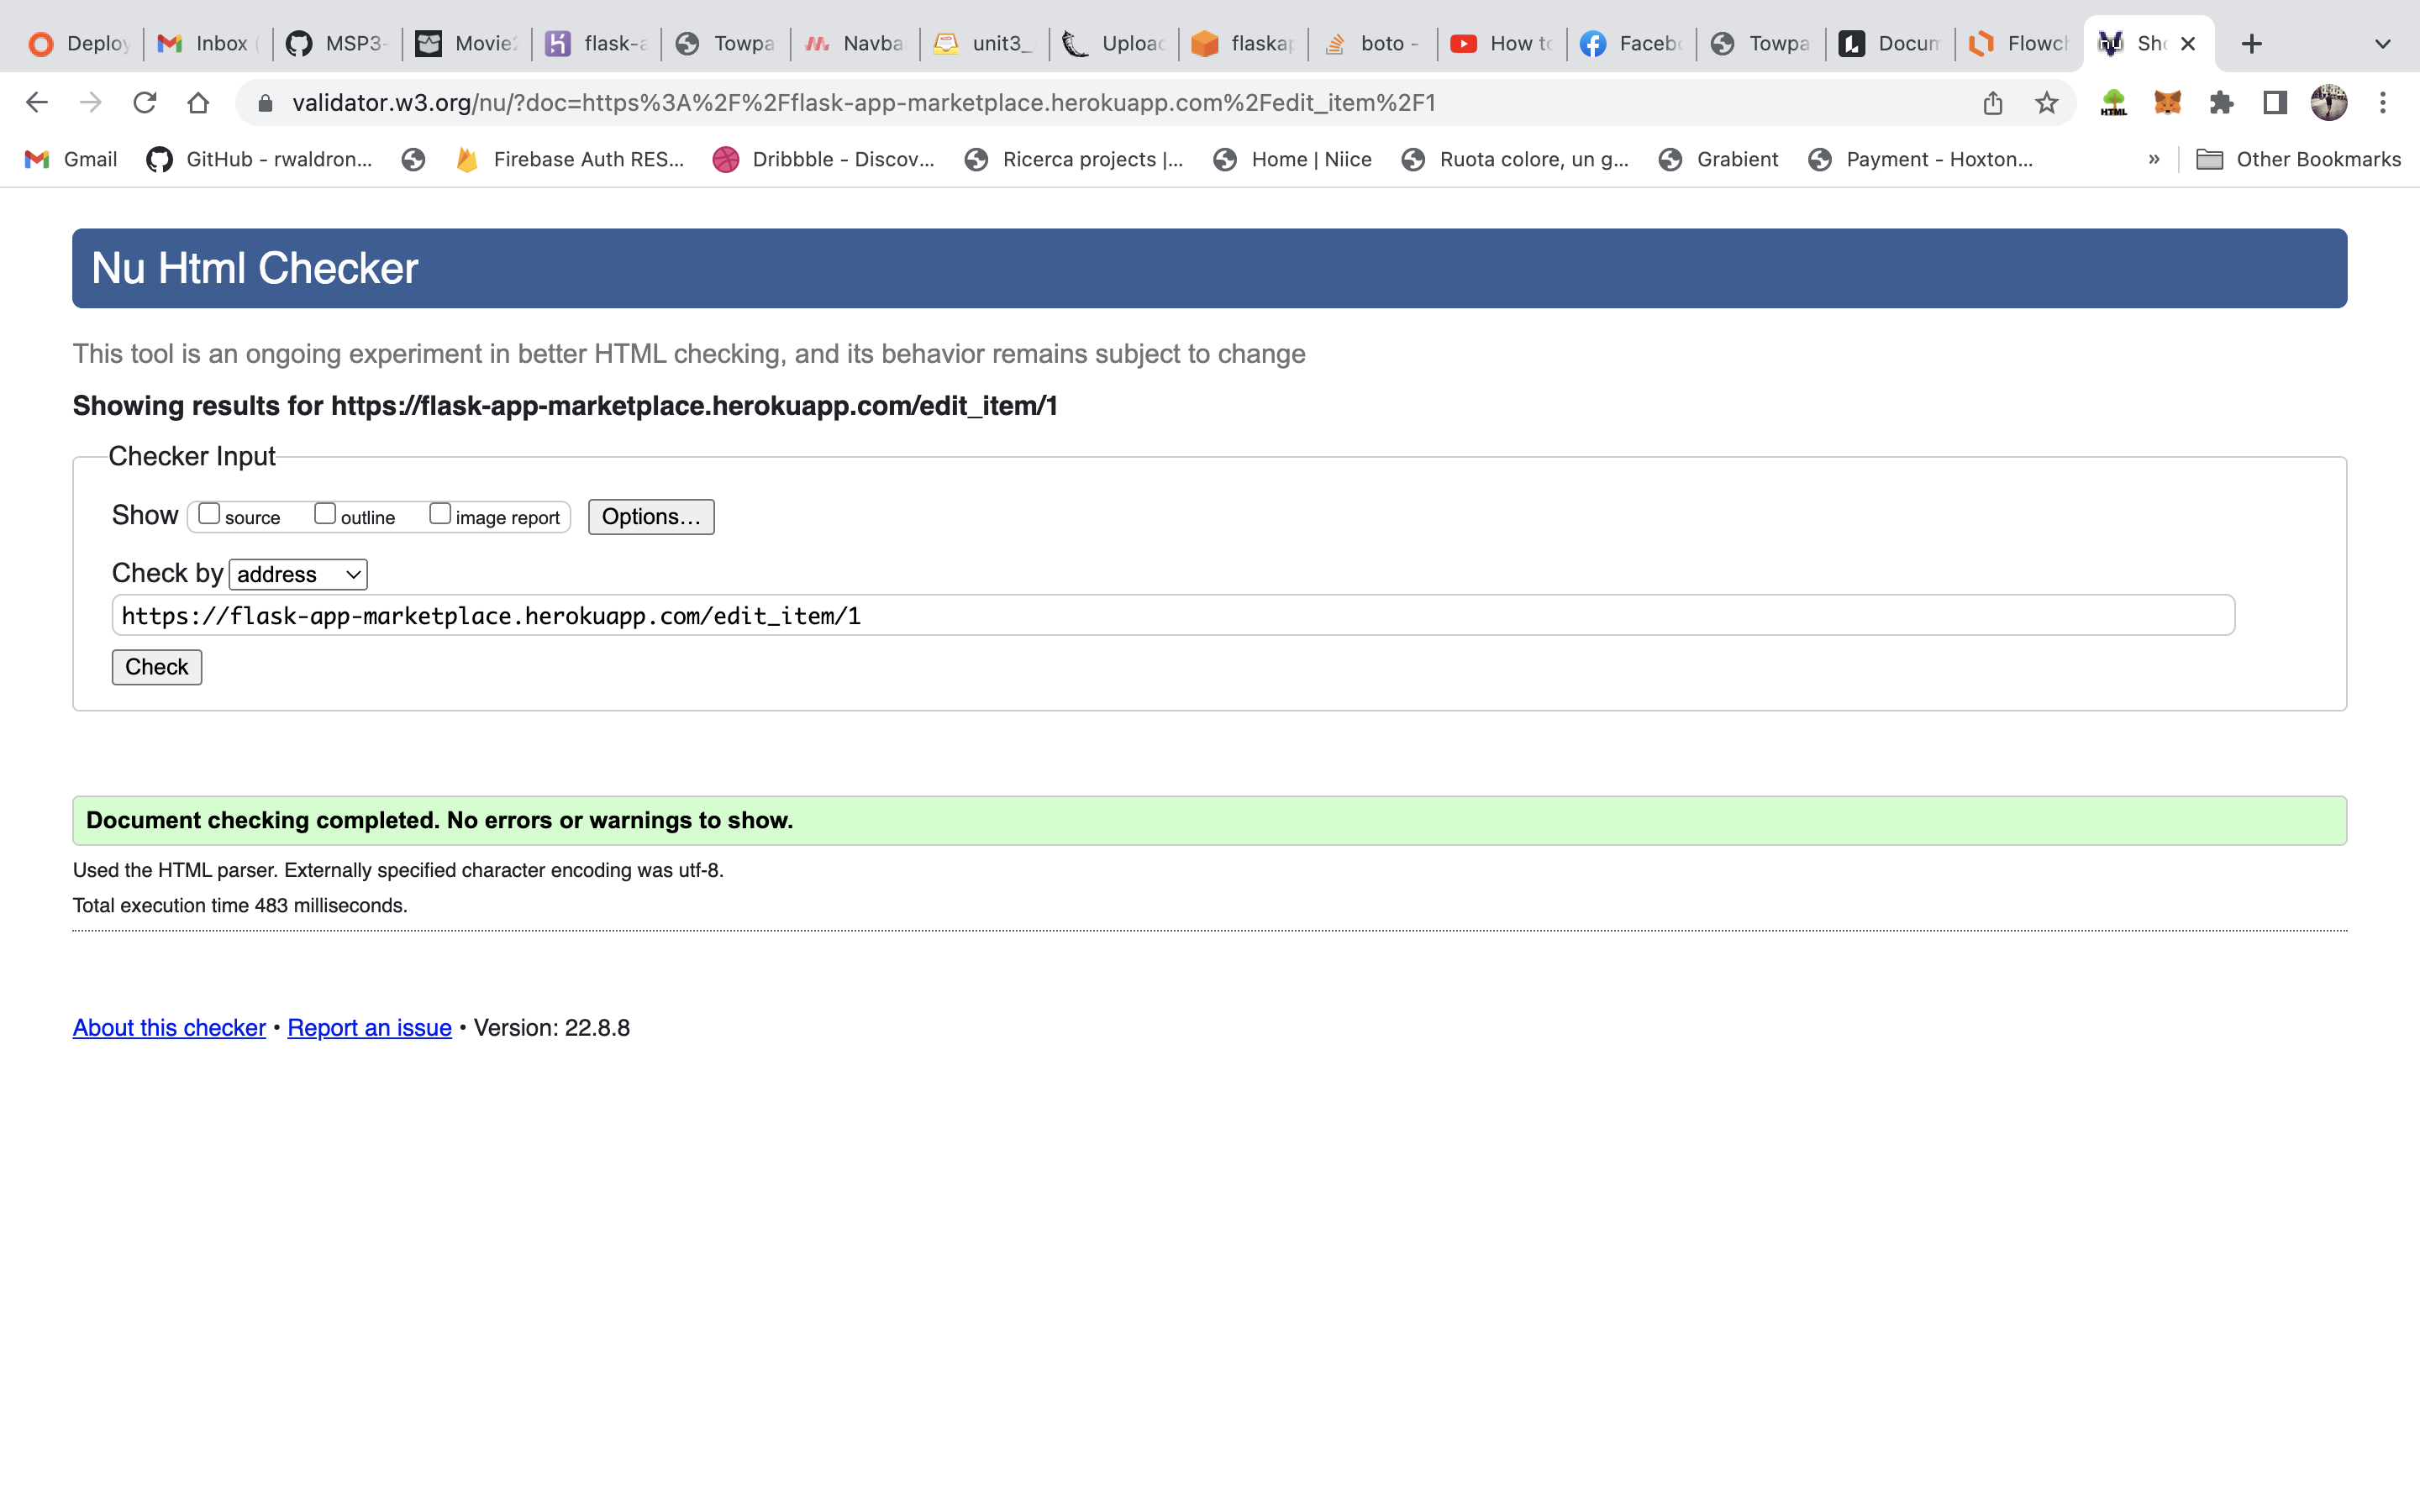 Deploy Inbox MSP3- Movie flask-a Towpa Navba unit3_ Uploac flaskap boto - How to Facebo Towpa Docum Flowch Sho
validator.w3.org/nu/?doc=https%3A%2F%2Fflask-app-marketplace.herokuapp.com%2Fedit_item%2F1
Gmail GitHub - rwaldron... Firebase Auth RES... Dribbble - Discov... Ricerca projects |... Home | Niice Ruota colore, un g... Grabient Payment - Hoxton... » Other Bookmarks
Nu Html Checker
This tool is an ongoing experiment in better HTML checking, and its behavior remains subject to change
Showing results for https://flask-app-marketplace.herokuapp.com/edit_item/1
Checker Input
Show source outline image report Options...
Check by address
https://flask-app-marketplace.herokuapp.com/edit_item/1
Check
Document checking completed. No errors or warnings to show.
Used the HTML parser. Externally specified character encoding was utf-8.
Total execution time 483 milliseconds.
About this checker • Report an issue • Version: 22.8.8